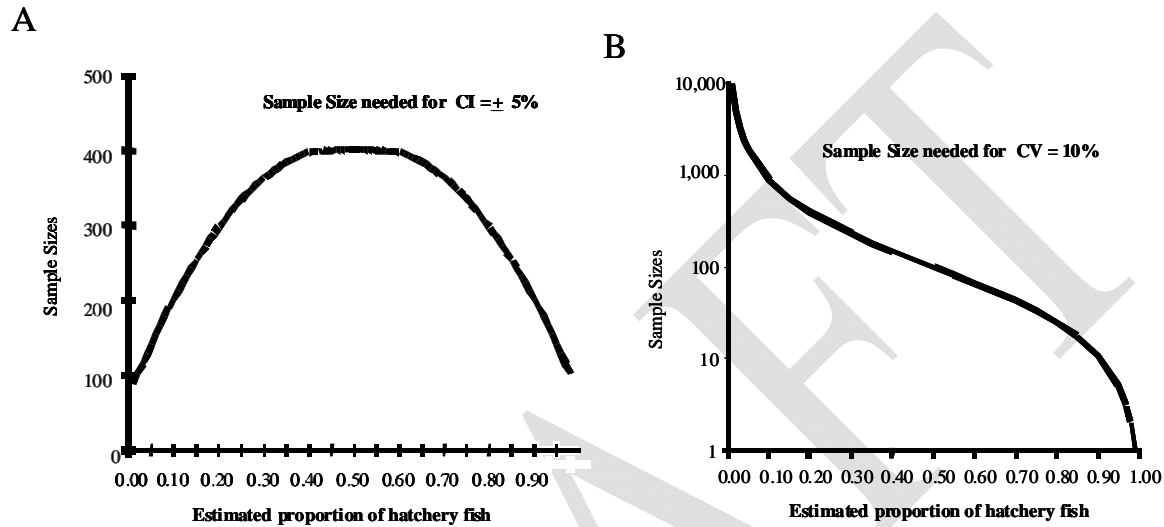 A
500
400
300
200
100
0
Sample Sizes
Sample Size needed for CI = ± 5%
0.00 0.10 0.20 0.30 0.40 0.50 0.60 0.70 0.80 0.90
Estimated proportion of hatchery fish
B
10,000
1,000
100
10
1
Sample Sizes
Sample Size needed for CV = 10%
0.00 0.10 0.20 0.30 0.40 0.50 0.60 0.70 0.80 0.90 1.00
Estimated proportion of hatchery fish